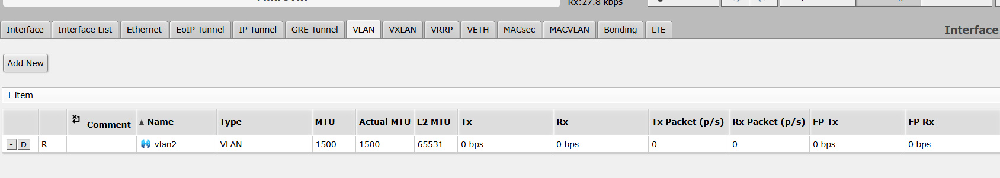 Rx:27.8 kbps
Interface Interface List Ethernet EoIP Tunnel IP Tunnel GRE Tunnel VLAN VXLAN VRRP VETH MACsec MACVLAN Bonding LTE Interface
Add New
1 item
Comment Name Type MTU Actual MTU L2 MTU Tx Rx Tx Packet (p/s) Rx Packet (p/s) FP Tx FP Rx
- D R vlan2 VLAN 1500 1500 65531 0 bps 0 bps 0 0 0 bps 0 bps